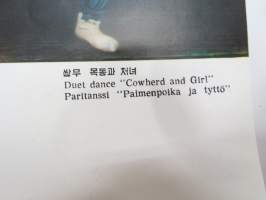 쌍무 목동과 처녀
Duet dance "Cowherd and Girl"
Paritanssi "Paimenpoika ja tyttö"